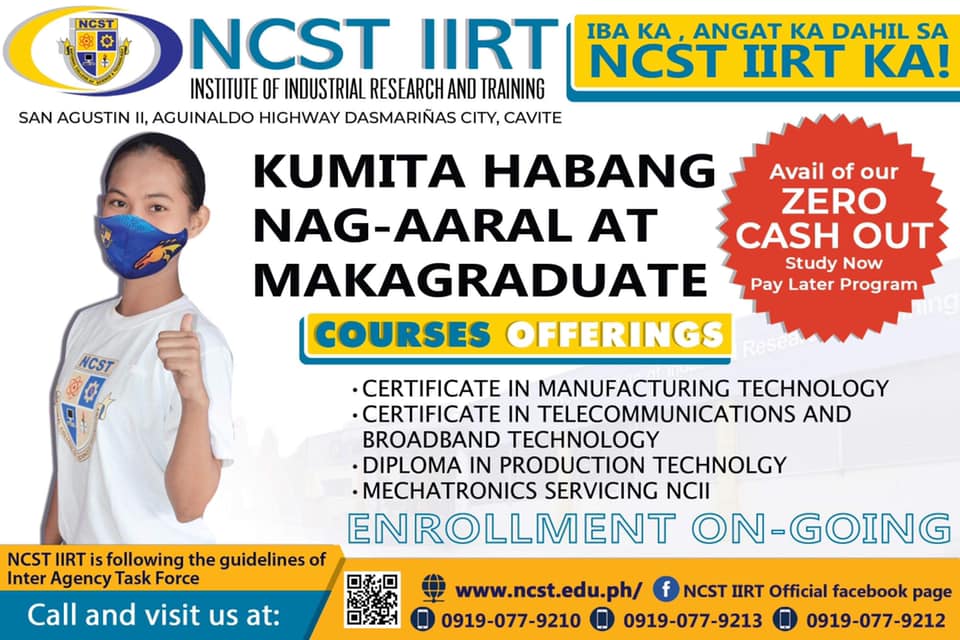 NCST
NCST IIRT
INSTITUTE OF INDUSTRIAL RESEARCH AND TRAINING
SAN AGUSTIN II, AGUINALDO HIGHWAY DASMARIÑAS CITY, CAVITE
IBA KA , ANGAT KA DAHIL SA
NCST IIRT KA!
KUMITA HABANG
NAG-AARAL AT
MAKAGRADUATE
Avail of our
ZERO
CASH OUT
Study Now
Pay Later Program
COURSES OFFERINGS
· CERTIFICATE IN MANUFACTURING TECHNOLOGY
· CERTIFICATE IN TELECOMMUNICATIONS AND
BROADBAND TECHNOLOGY
· DIPLOMA IN PRODUCTION TECHNOLGY
· MECHATRONICS SERVICING NCII
ENROLLMENT ON-GOING
NCST
NCST IIRT is following the guidelines of
Inter Agency Task Force
Call and visit us at:
www.ncst.edu.ph/ NCST IIRT Official facebook page
0919-077-9210 0919-077-9213 0919-077-9212